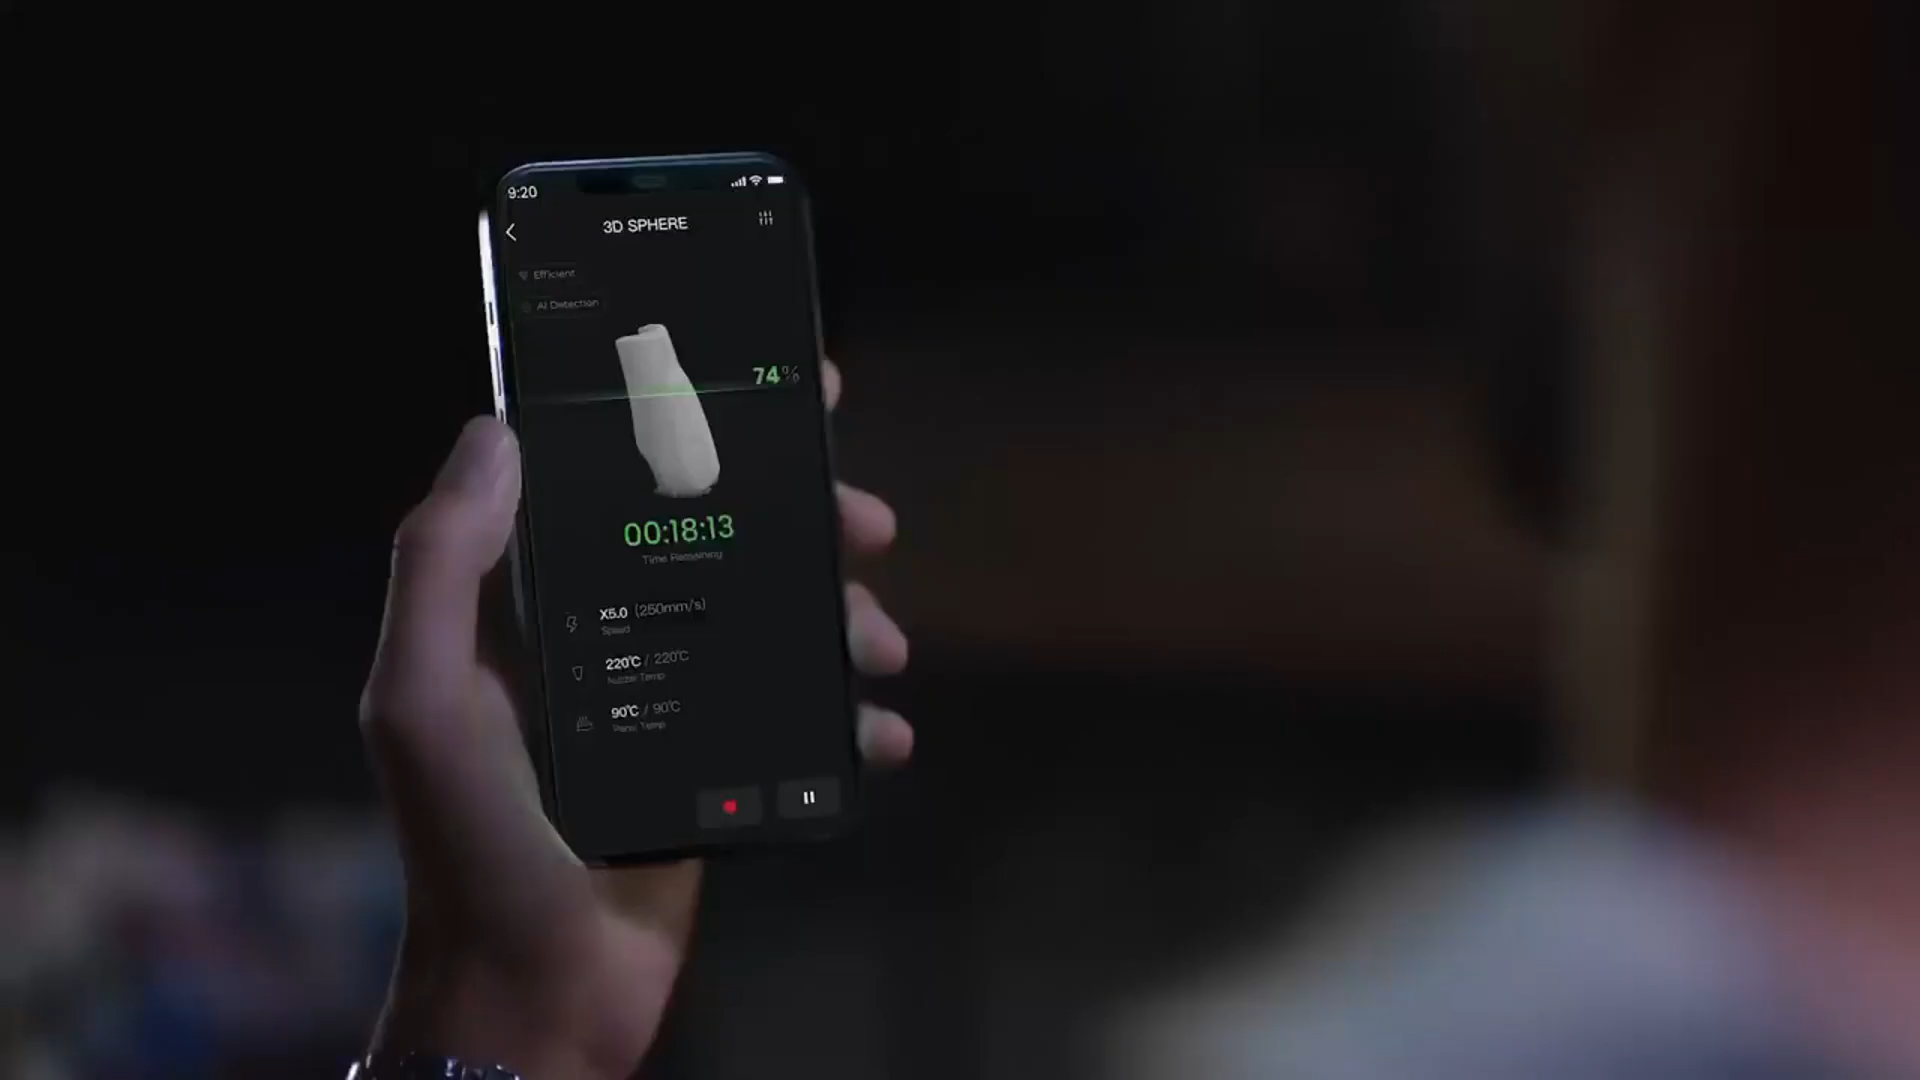 9:20
3D SPHERE
Efficient
AI Detection
74%
00:18:13
Time Remaining
X5.0 (250mm/s)
Speed
220℃ / 220℃
Nozzle Temp
90℃ / 90℃
Temp